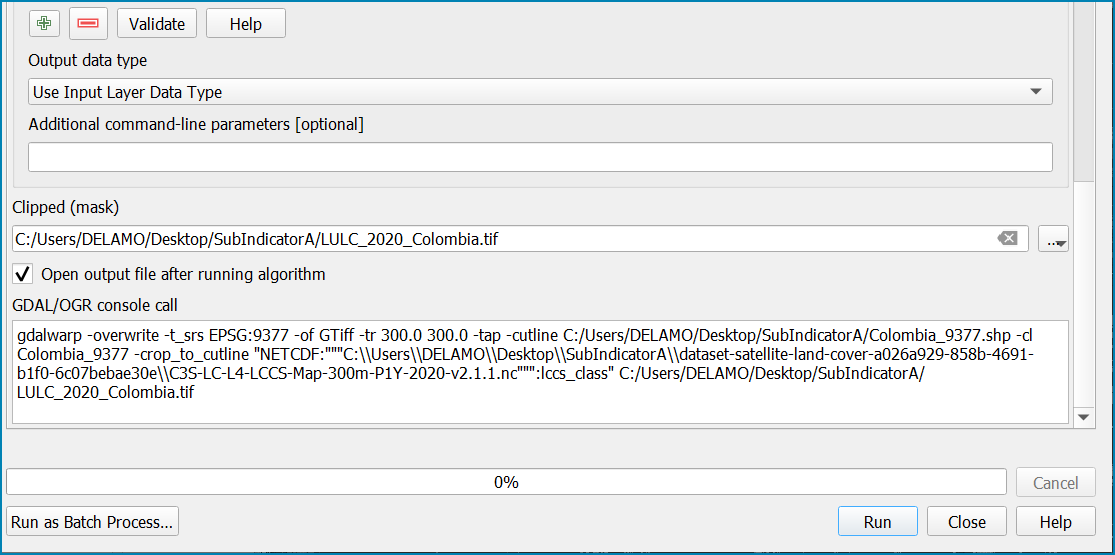 Validate Help
Output data type
Use Input Layer Data Type
Additional command-line parameters [optional]
Clipped (mask)
C:/Users/DELAMO/Desktop/SubIndicatorA/LULC_2020_Colombia.tif
...
Open output file after running algorithm
GDAL/OGR console call
gdalwarp -overwrite -t_srs EPSG:9377 -of GTiff -tr 300.0 300.0 -tap -cutline C:/Users/DELAMO/Desktop/SubIndicatorA/Colombia_9377.shp -cl
Colombia_9377 -crop_to_cutline "NETCDF:"""C:\\Users\\DELAMO\\Desktop\\SubIndicatorA\\dataset-satellite-land-cover-a026a929-858b-4691-
b1f0-6c07bebae30e\\C3S-LC-L4-LCCS-Map-300m-P1Y-2020-v2.1.1.nc""":lccs_class" C:/Users/DELAMO/Desktop/SubIndicatorA/
LULC_2020_Colombia.tif
0%
Cancel
Run as Batch Process...
Run Close Help